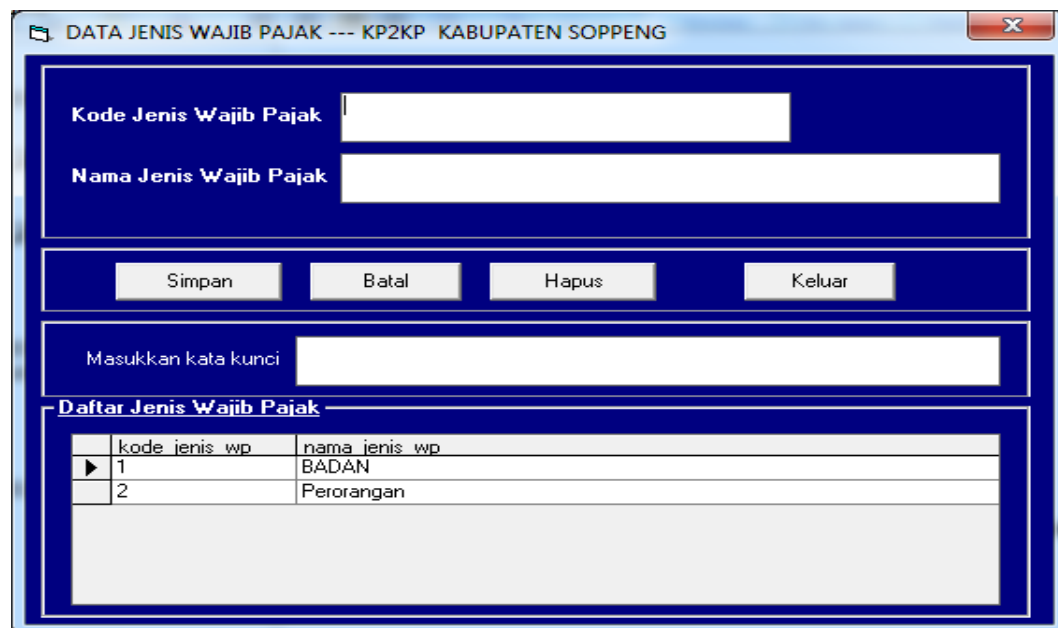 DATA JENIS WAJIB PAJAK --- KP2KP KABUPATEN SOPPENG
Kode Jenis Wajib Pajak
Nama Jenis Wajib Pajak
Simpan Batal Hapus Keluar
Masukkan kata kunci
Daftar Jenis Wajib Pajak
kode_jenis_wp nama_jenis_wp
1 BADAN
2 Perorangan